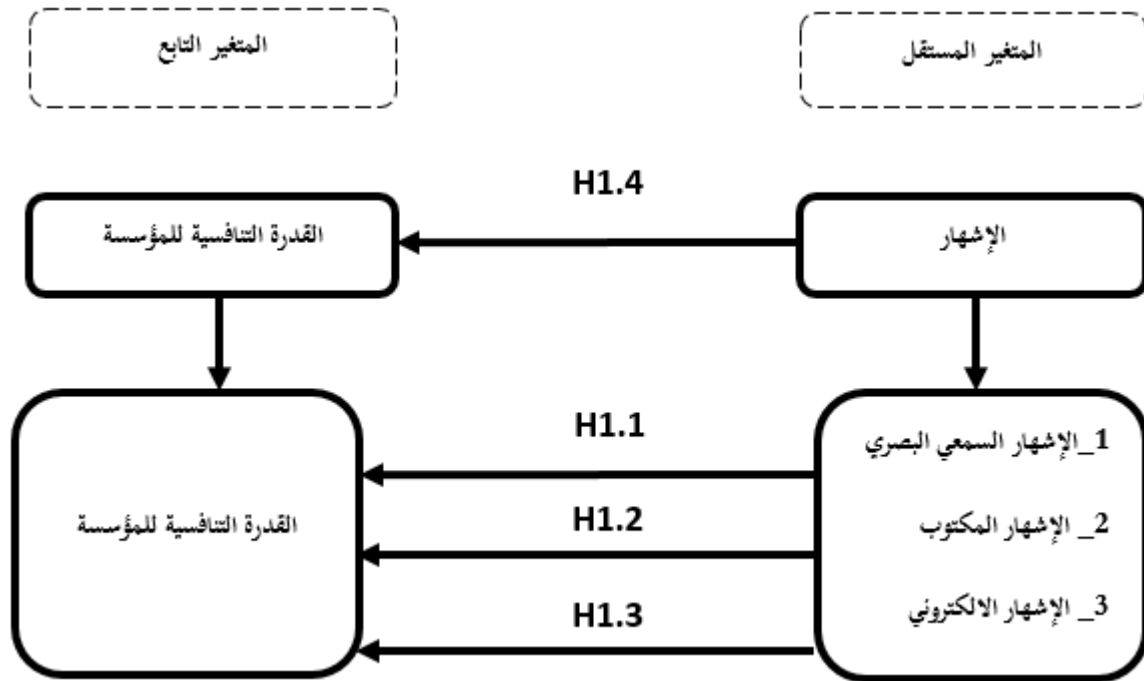 المتغير المستقل
المتغير التابع
H1.4
الإشهار
القدرة التنافسية للمؤسسة
H1.1
1_الإشهار السمعي البصري
H1.2
2_ الإشهار المكتوب
القدرة التنافسية للمؤسسة
H1.3
3_ الإشهار الالكتروني